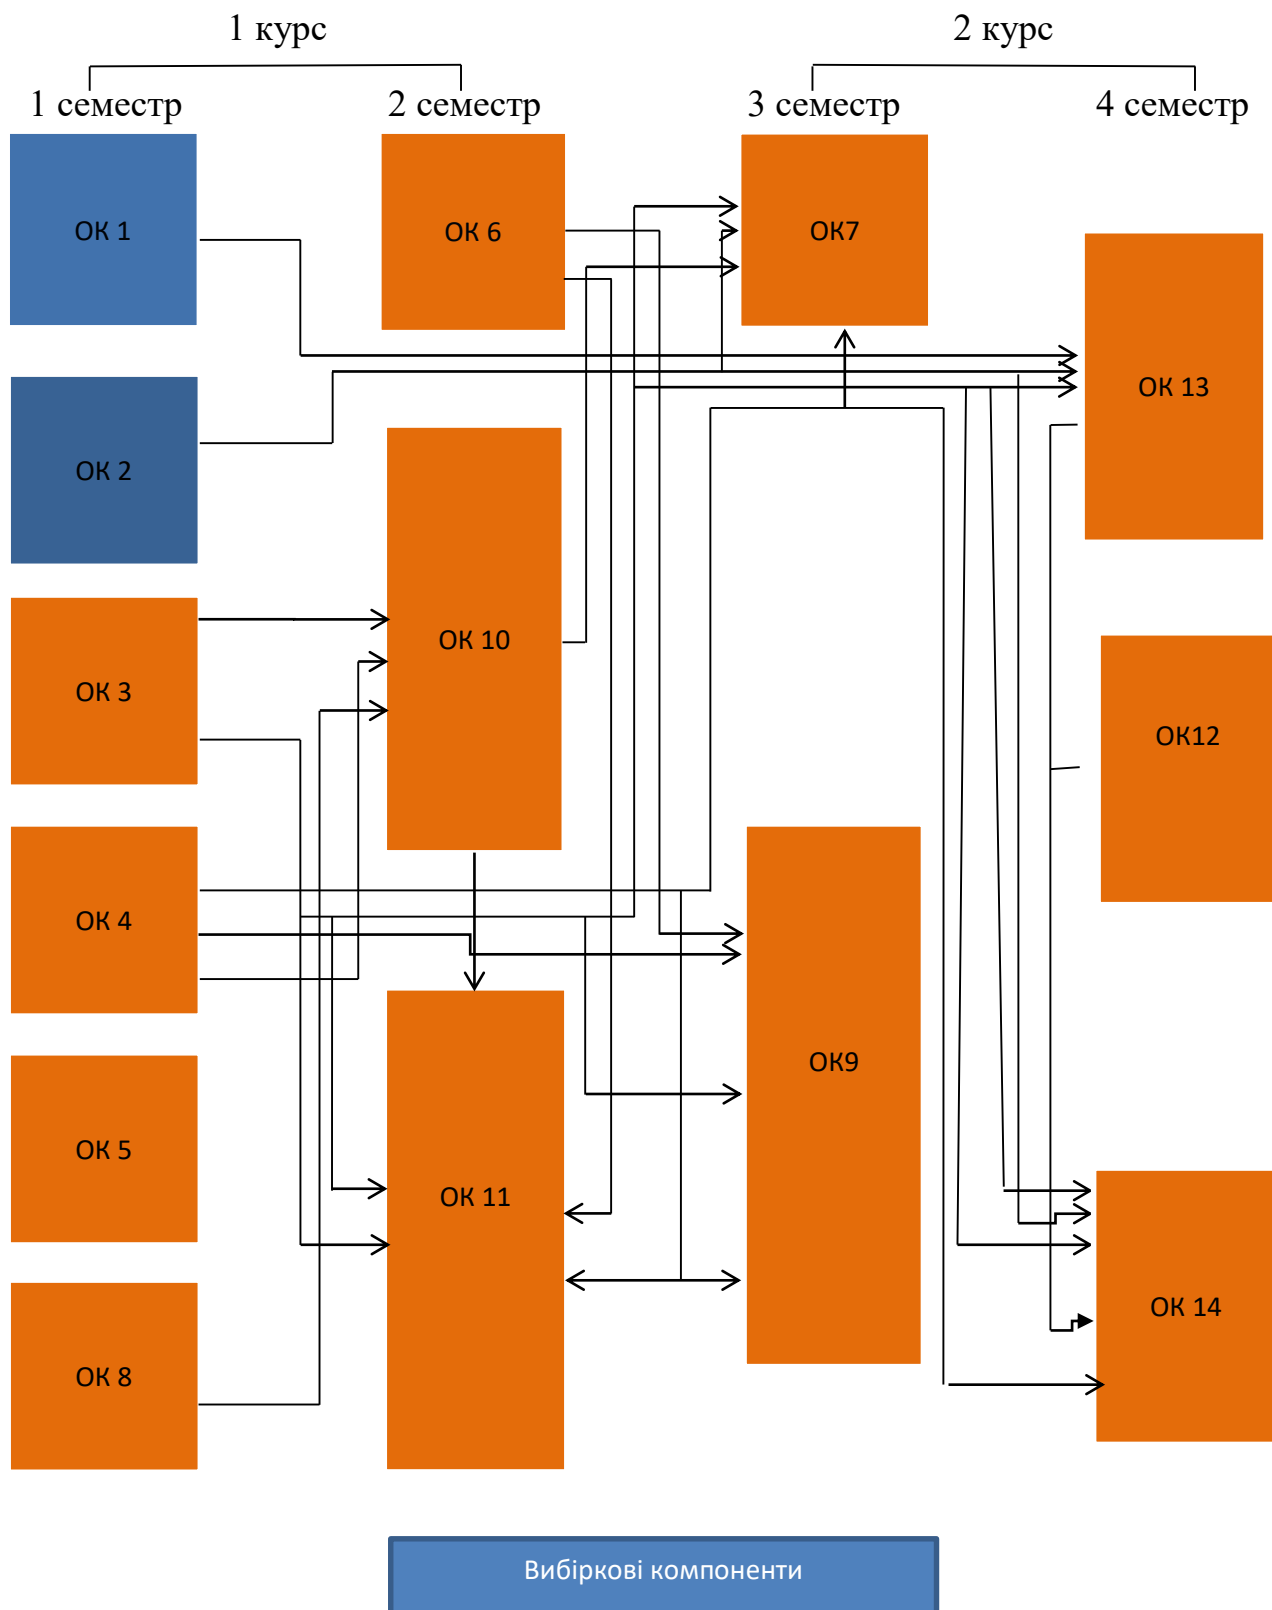 1 курс
2 курс
1 семестр
2 семестр
3 семестр
4 семестр
ОК 1
ОК 6
ОК7
ОК 13
ОК 2
ОК 10
ОК 3
ОК12
ОК 4
ОК9
ОК 5
ОК 11
ОК 14
ОК 8
Вибіркові компоненти